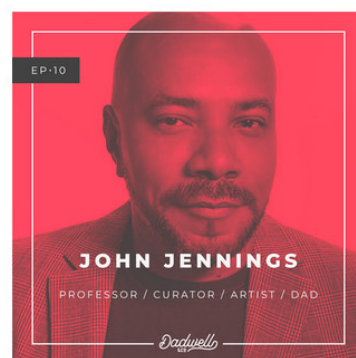 EP-10
JOHN JENNINGS
PROFESSOR / CURATOR / ARTIST / DAD
Dadwell